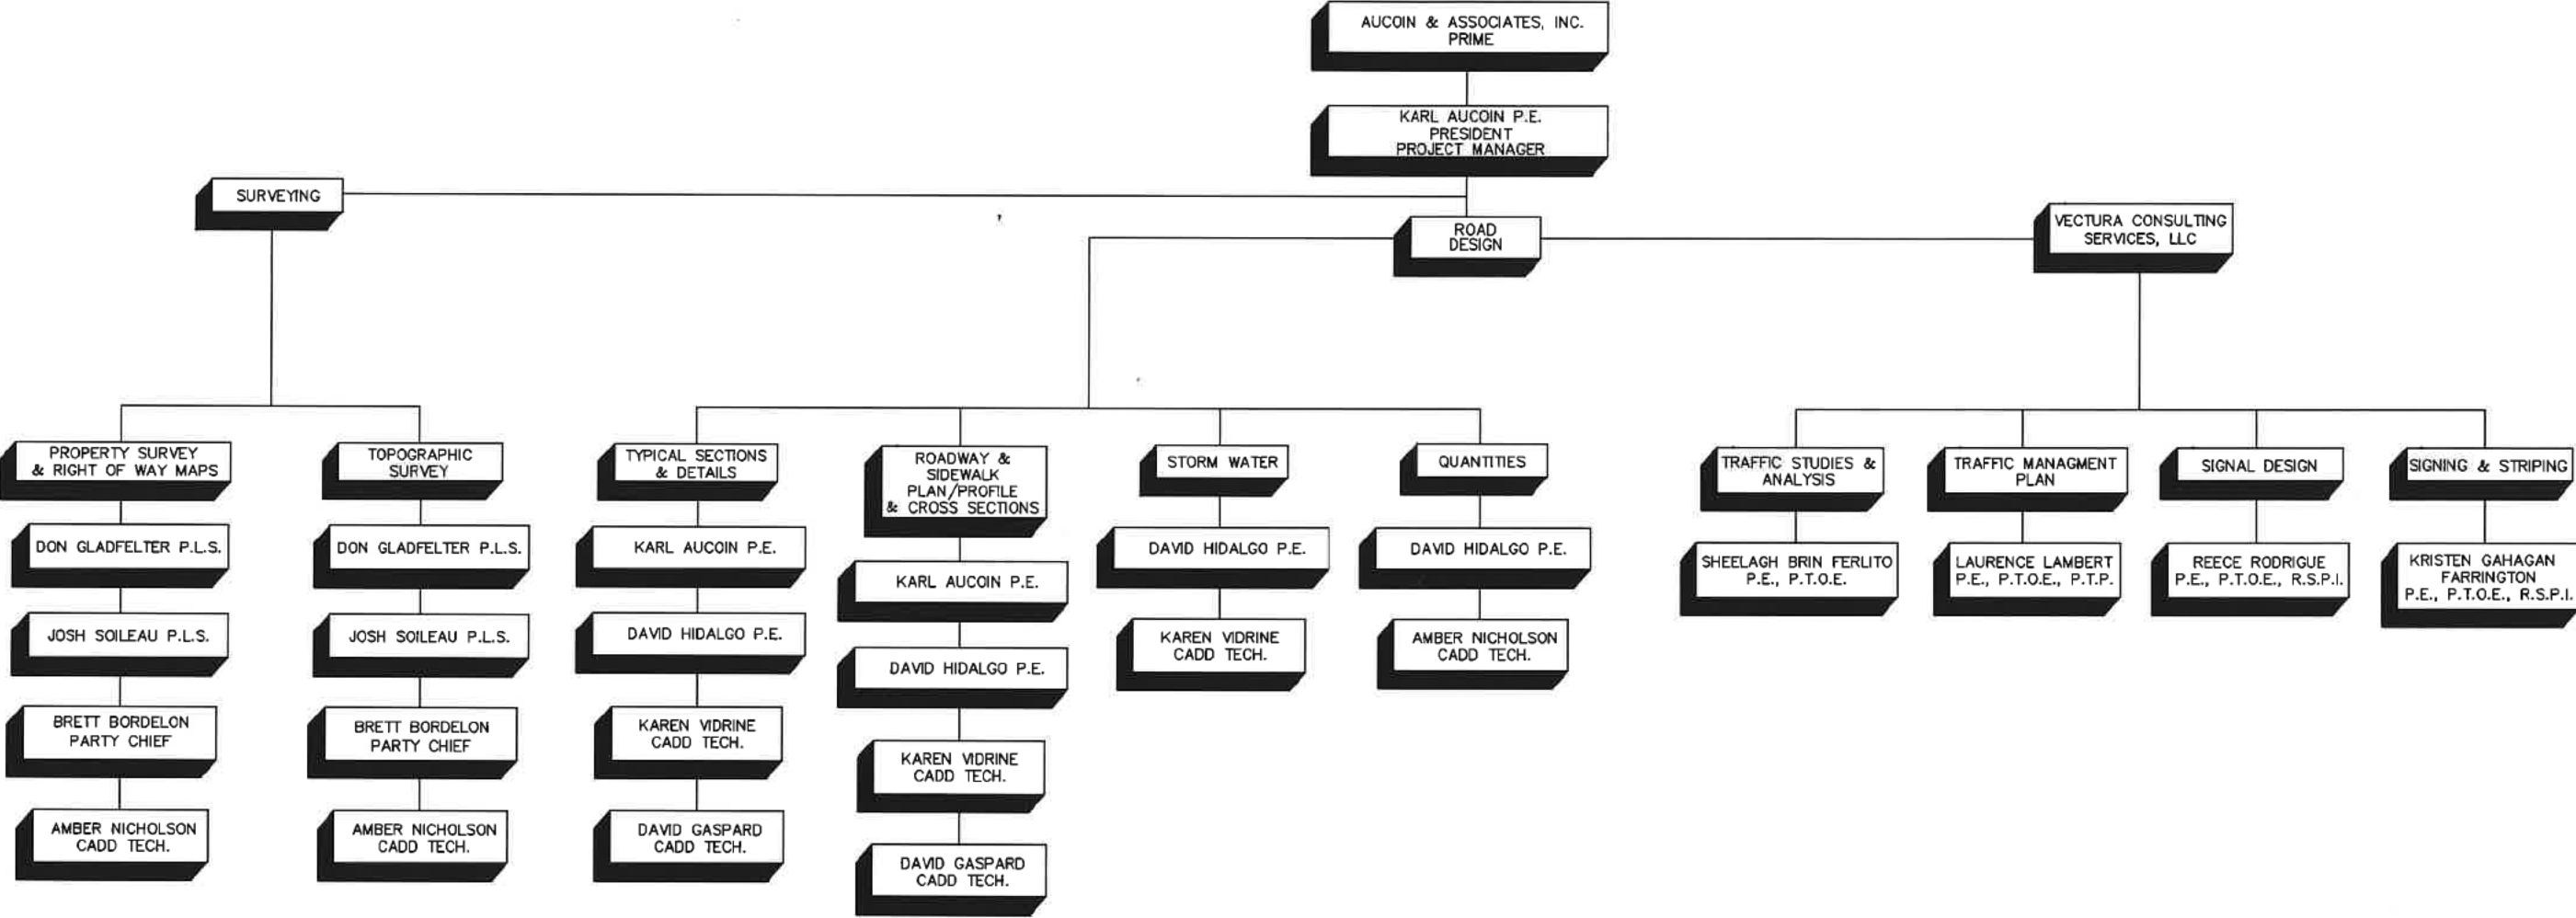 AUCOIN & ASSOCIATES, INC.
PRIME
KARL AUCOIN P.E.
PRESIDENT
PROJECT MANAGER
SURVEYING
ROAD
DESIGN
VECTURA CONSULTING
SERVICES, LLC
PROPERTY SURVEY
& RIGHT OF WAY MAPS
DON GLADFELTER P.L.S.
JOSH SOILEAU P.L.S.
BRETT BORDELON
PARTY CHIEF
AMBER NICHOLSON
CADD TECH.
TOPOGRAPHIC
SURVEY
DON GLADFELTER P.L.S.
JOSH SOILEAU P.L.S.
BRETT BORDELON
PARTY CHIEF
AMBER NICHOLSON
CADD TECH.
TYPICAL SECTIONS
& DETAILS
KARL AUCOIN P.E.
DAVID HIDALGO P.E.
KAREN VIDRINE
CADD TECH.
DAVID GASPARD
CADD TECH.
ROADWAY &
SIDEWALK
PLAN/PROFILE
& CROSS SECTIONS
KARL AUCOIN P.E.
DAVID HIDALGO P.E.
KAREN VIDRINE
CADD TECH.
DAVID GASPARD
CADD TECH.
STORM WATER
DAVID HIDALGO P.E.
KAREN VIDRINE
CADD TECH.
QUANTITIES
DAVID HIDALGO P.E.
AMBER NICHOLSON
CADD TECH.
TRAFFIC STUDIES &
ANALYSIS
SHEELAGH BRIN FERLITO
P.E., P.T.O.E.
TRAFFIC MANAGMENT
PLAN
LAURENCE LAMBERT
P.E., P.T.O.E., P.T.P.
SIGNAL DESIGN
REECE RODRIGUE
P.E., P.T.O.E., R.S.P.I.
SIGNING & STRIPING
KRISTEN GAHAGAN
FARRINGTON
P.E., P.T.O.E., R.S.P.I.